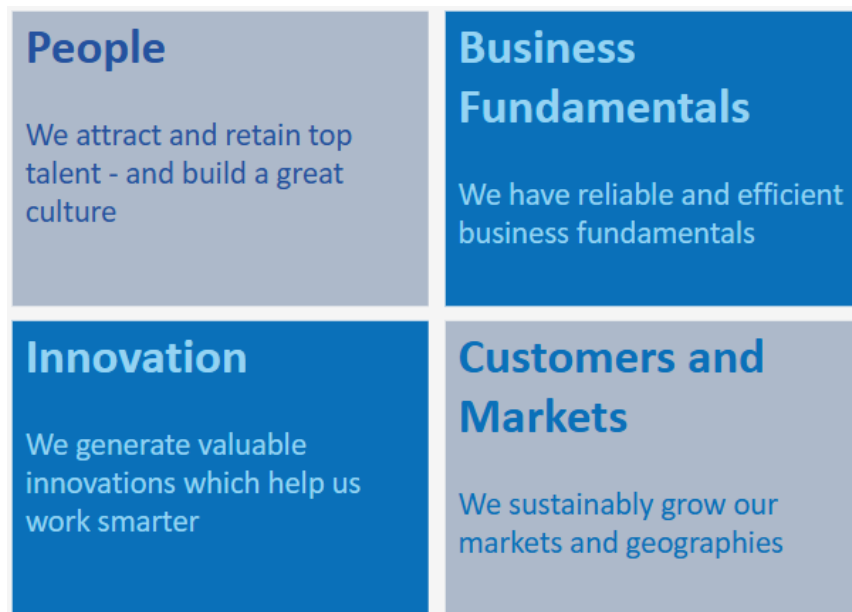 People
We attract and retain top
talent - and build a great
culture
Business
Fundamentals
We have reliable and efficient
business fundamentals
Innovation
We generate valuable
innovations which help us
work smarter
Customers and
Markets
We sustainably grow our
markets and geographies